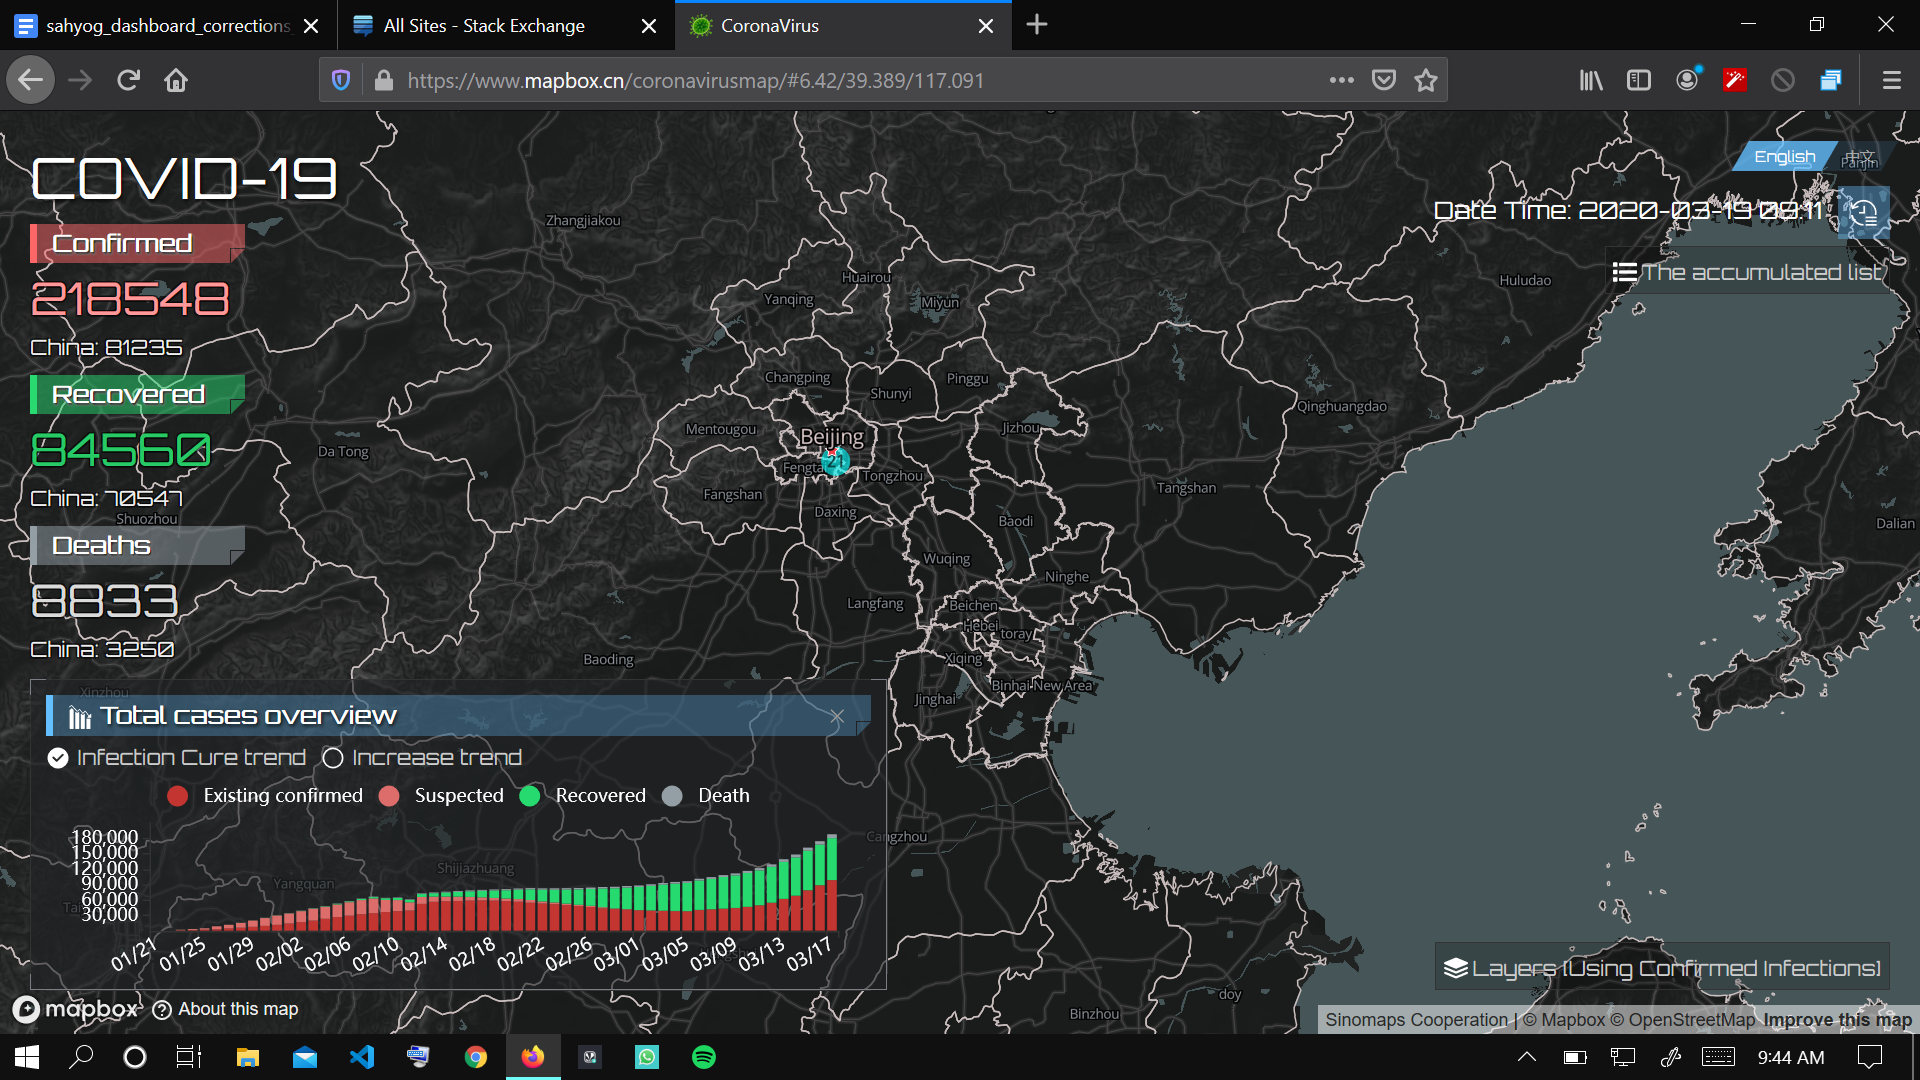 sahyog_dashboard_corrections_
All Sites - Stack Exchange
CoronaVirus
https://www.mapbox.cn/coronavirusmap/#6.42/39.389/117.091
COVID-19
English
中文
Panjin
Date Time: 2020-03-19 09:11
The accumulated list
Confirmed
218548
China: 81235
Recovered
84560
China: 70547
Deaths
8833
China: 3250
Zhangjiakou
Huairou
Yanqing
Miyun
Huludao
Changping
Pinggu
Shunyi
Qinghuangdao
Mentougou
Jizhou
Beijing
21
Da Tong
Tongzhou
Fangshan
Tangshan
Daxing
Shuozhou
Baodi
Dalian
Wuqing
Ninghe
Langfang
Beichen
Hebei
toray
Xiqing
Baoding
Binhai New Area
Jinghai
Xinzhou
Total cases overview
Infection Cure trend
Increase trend
Existing confirmed
Suspected
Recovered
Death
180,000
150,000
120,000
90,000
60,000
30,000
Cangzhou
Shijiazhuang
Yangquan
01/21
01/25
01/29
02/02
02/06
02/10
02/14
02/18
02/22
02/26
03/01
03/05
03/09
03/13
03/17
Layers [Using Confirmed Infections]
doy
Binzhou
mapbox
About this map
Sinomaps Cooperation | © Mapbox © OpenStreetMap Improve this map
9:44 AM